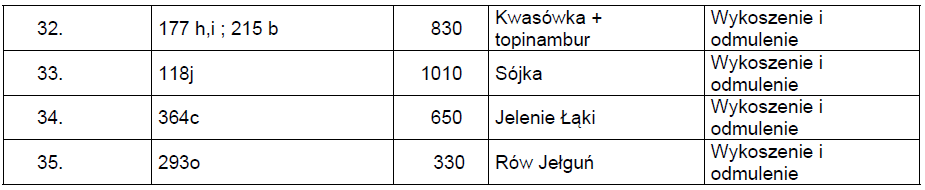 32. 177 h,i ; 215 b 830 Kwasówka + Wykoszenie i
topinambur odmulenie
33. 118j 1010 Sójka Wykoszenie i
odmulenie
34. 364c 650 Jelenie Łąki Wykoszenie i
odmulenie
35. 293o 330 Rów Jełguń Wykoszenie i
odmulenie